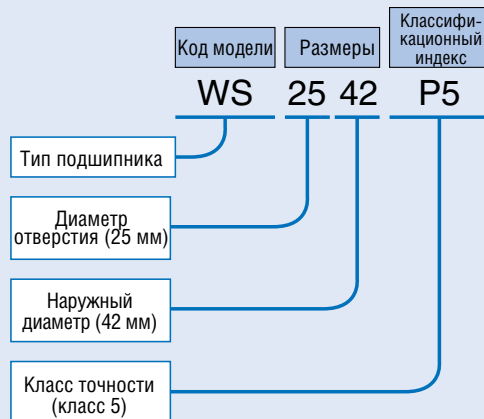 Код модели
Размеры
Классифи-
кационный
индекс
WS 25 42 P5
Тип подшипника
Диаметр
отверстия (25 мм)
Наружный
диаметр (42 мм)
Класс точности
(класс 5)